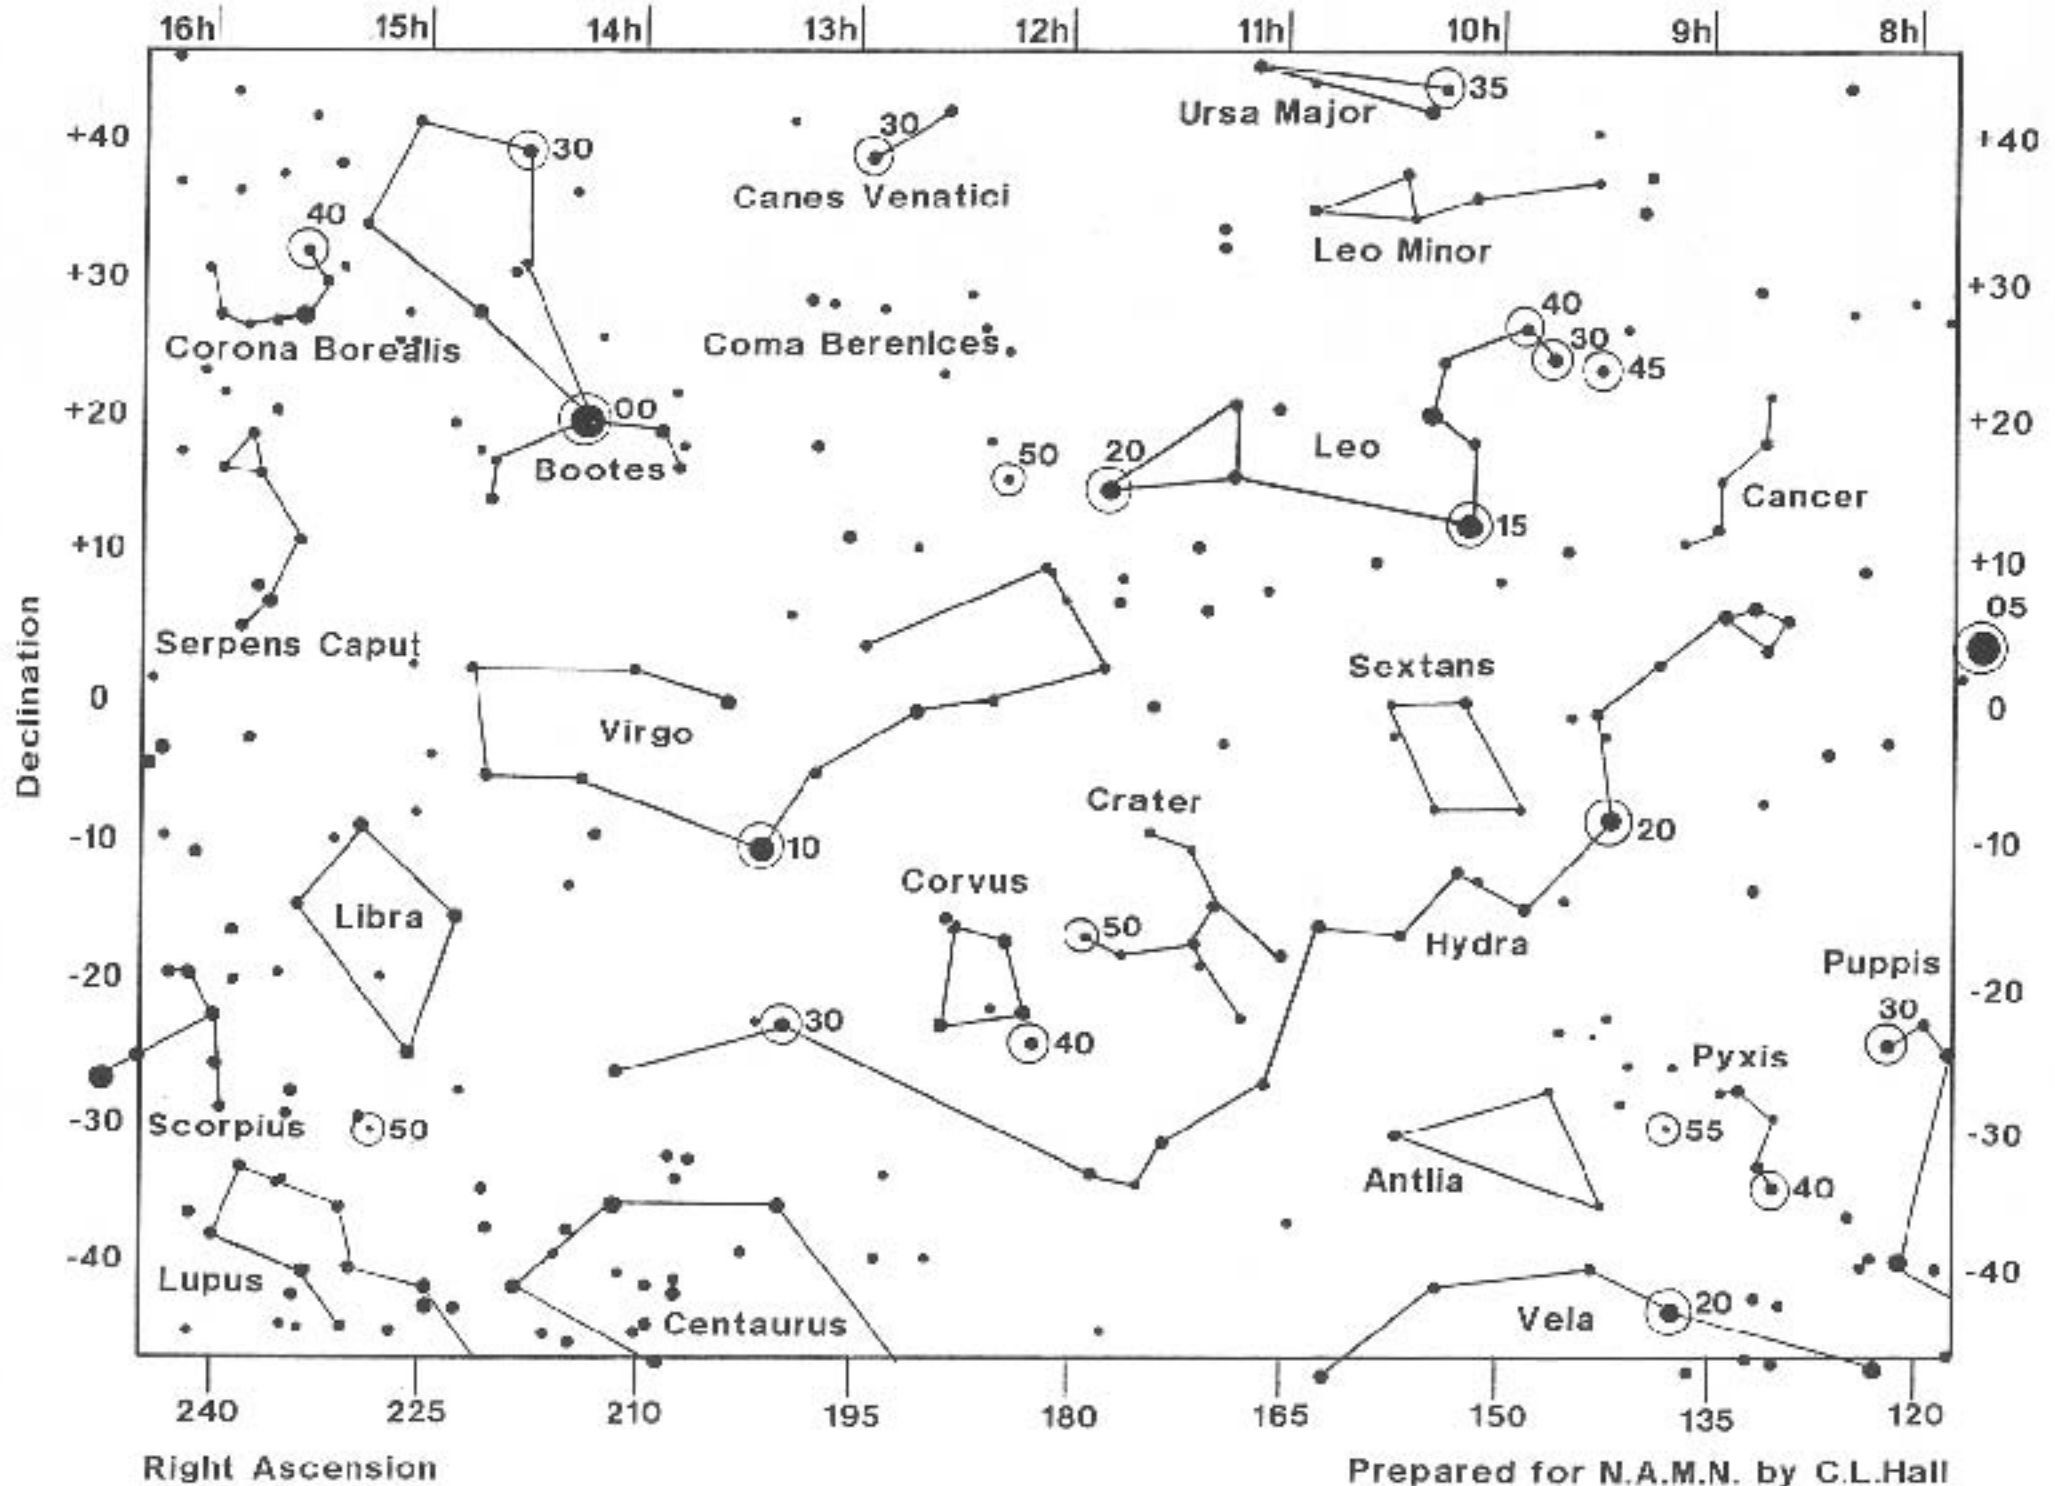 16h 15h 14h 13h 12h 11h 10h 9h 8h
35
Ursa Major
30
+40 +40
30
Canes Venatici
40
Leo Minor
+30 +30
40
30
Corona Borealis
Coma Berenices
45
00
+20 +20
Bootes
50
20
Leo
Cancer
15
+10 +10
05
Serpens Caput
Sextans
0 0
Virgo
Declination
Crater
-10 -10
10
20
Corvus
Libra
50
Hydra
Puppis
-20 -20
30
30
40
Pyxis
Scorpius
50
55
-30 -30
Antlia
40
-40 -40
Lupus
20
Centaurus
Vela
240 225 210 195 180 165 150 135 120
Right Ascension
Prepared for N.A.M.N. by C.L.Hall